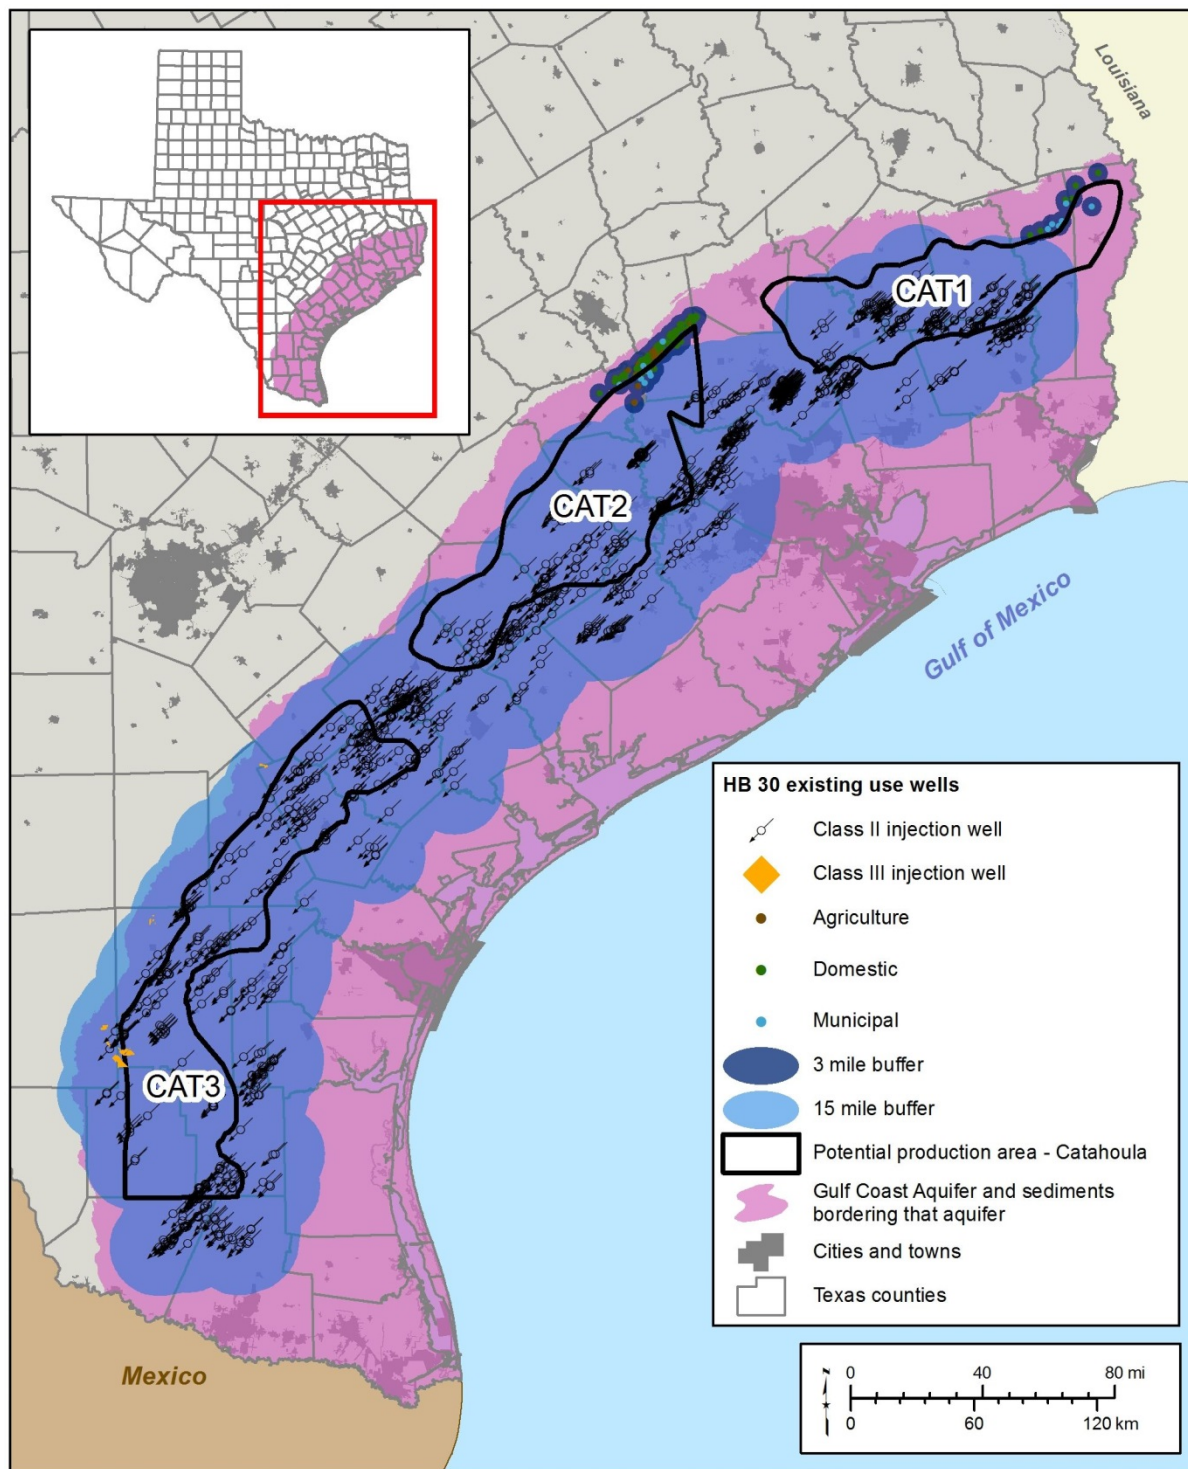 Louisiana
CAT1
CAT2
Gulf of Mexico
CAT3
Mexico
HB 30 existing use wells
Class II injection well
Class III injection well
Agriculture
Domestic
Municipal
3 mile buffer
15 mile buffer
Potential production area - Catahoula
Gulf Coast Aquifer and sediments
bordering that aquifer
Cities and towns
Texas counties
N
0 40 80 mi
0 60 120 km